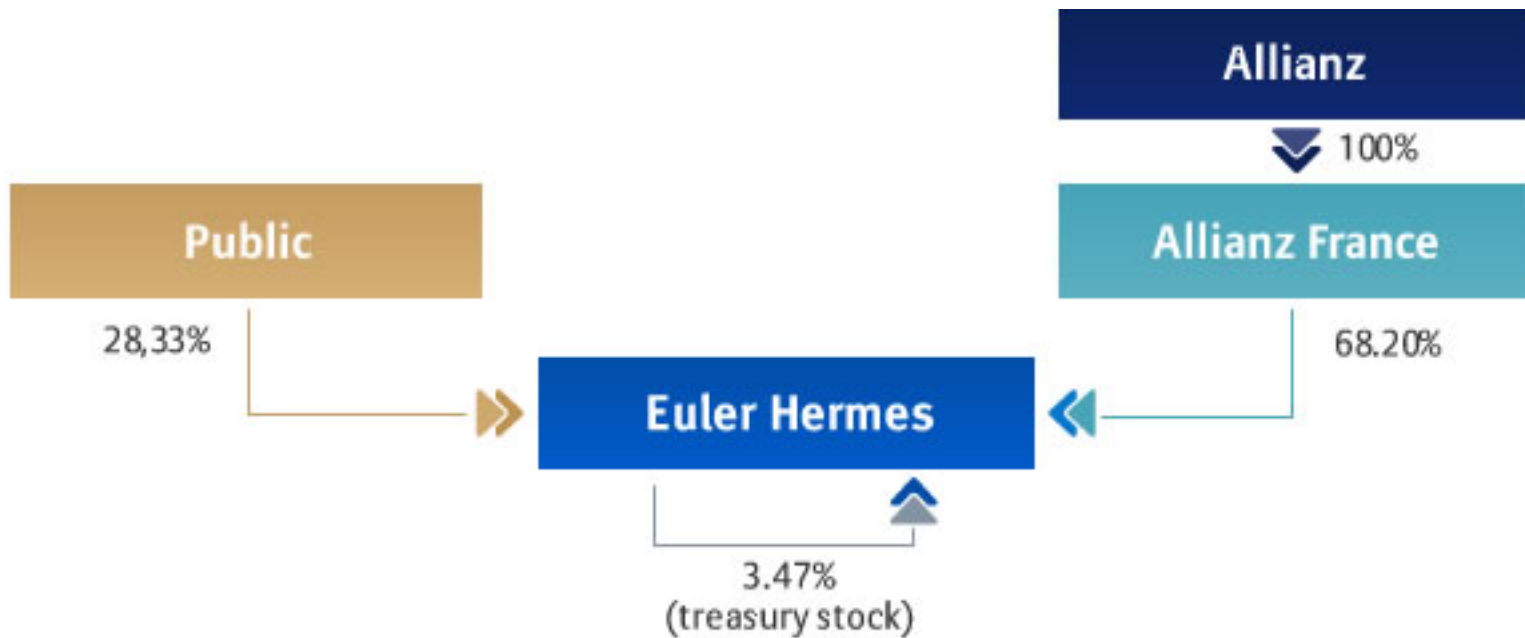 Allianz
100%
Public
Allianz France
28,33%
68.20%
Euler Hermes
3.47%
(treasury stock)